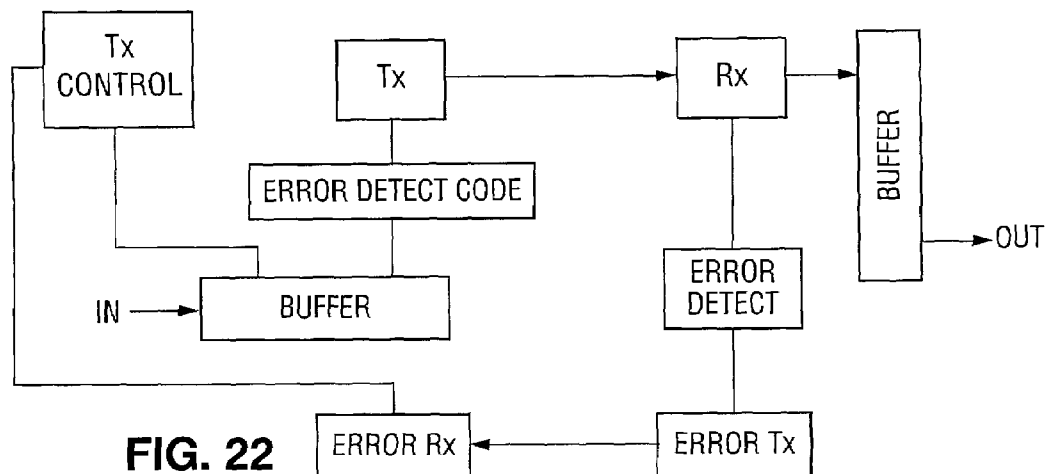 Tx
CONTROL
Tx
Rx
BUFFER
ERROR DETECT CODE
OUT
ERROR
DETECT
IN
BUFFER
FIG. 22
ERROR Rx
ERROR Tx